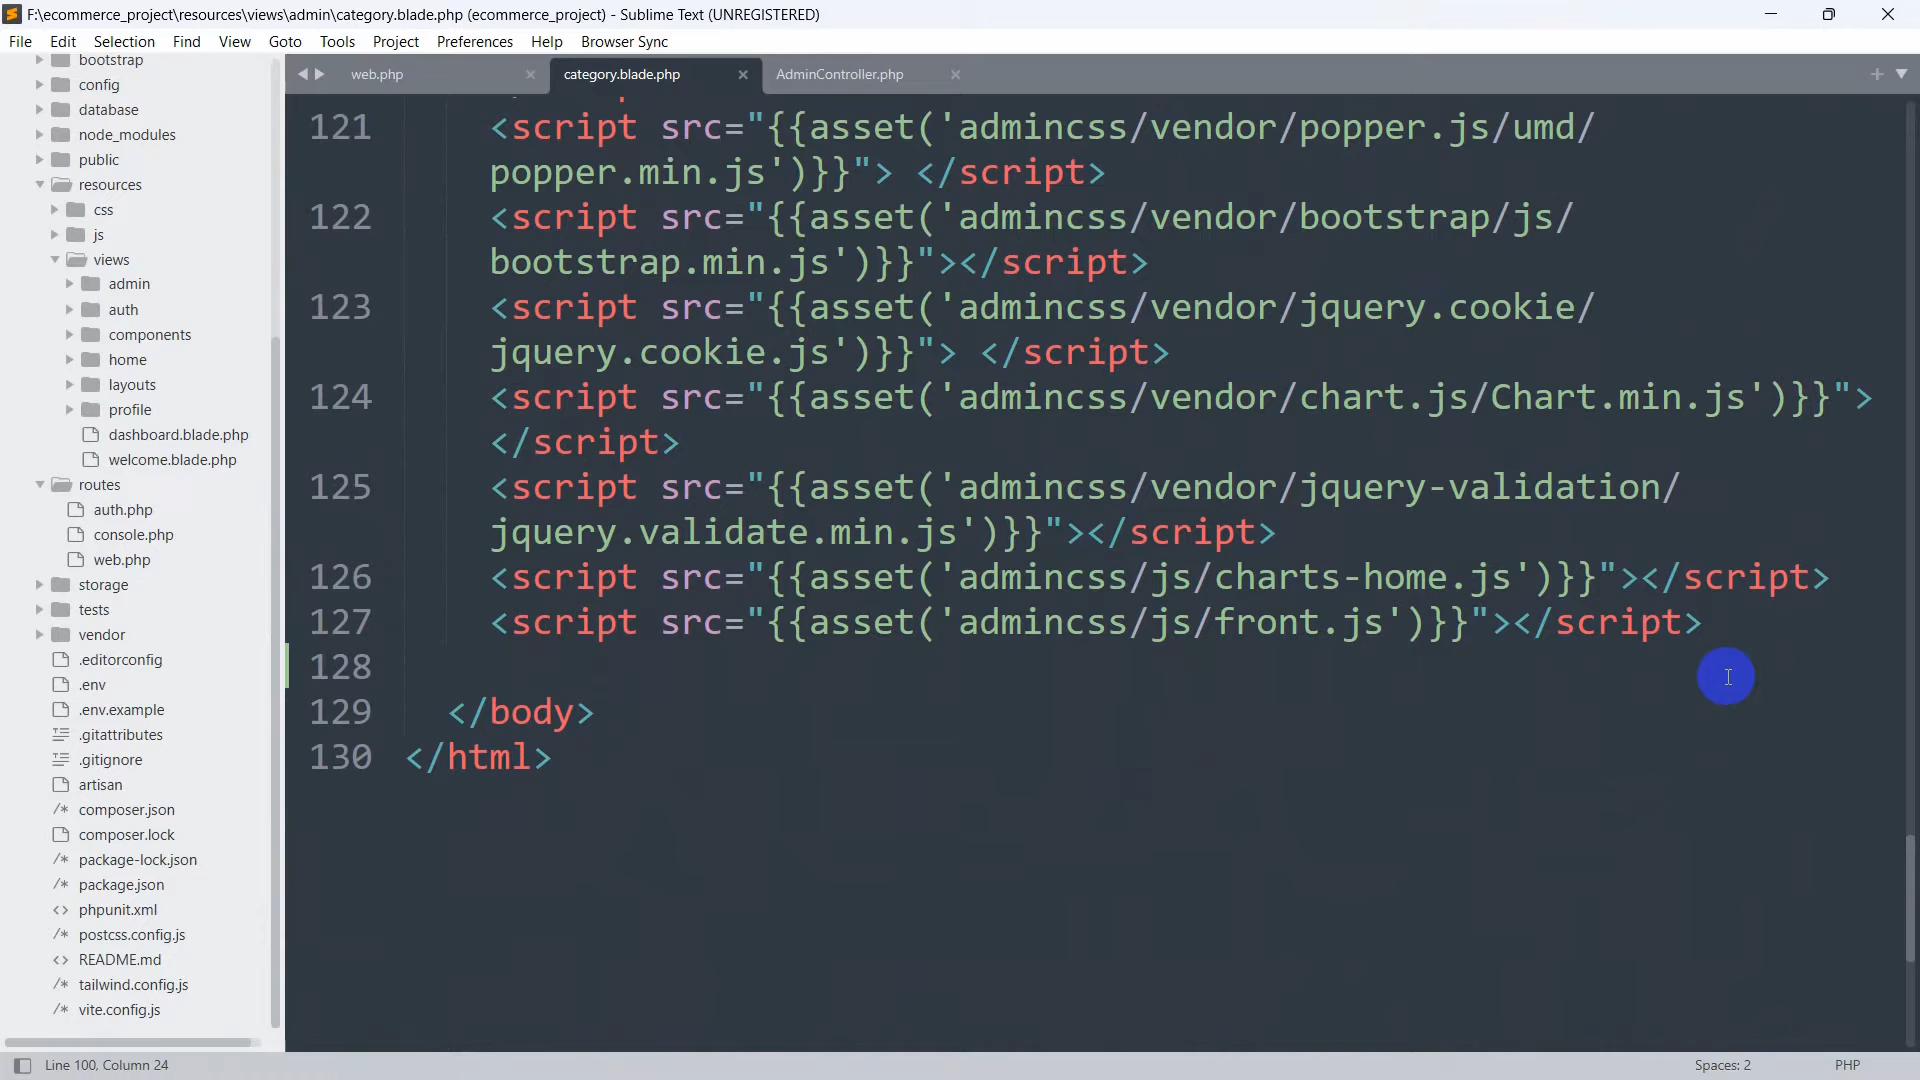 F:\ecommerce_project\resources\views\admin\category.blade.php (ecommerce_project) - Sublime Text (UNREGISTERED)
File Edit Selection Find View Goto Tools Project Preferences Help Browser Sync
web.php category.blade.php AdminController.php
bootstrap
config
database
node_modules
public
resources
css
js
views
admin
auth
components
home
layouts
profile
dashboard.blade.php
welcome.blade.php
routes
auth.php
console.php
web.php
storage
tests
vendor
.editorconfig
.env
.env.example
.gitattributes
.gitignore
artisan
composer.json
composer.lock
package-lock.json
package.json
phpunit.xml
postcss.config.js
README.md
tailwind.config.js
vite.config.js
121 <script src="{{asset('admincss/vendor/popper.js/umd/
popper.min.js')}}"> </script>
122 <script src="{{asset('admincss/vendor/bootstrap/js/
bootstrap.min.js')}}"></script>
123 <script src="{{asset('admincss/vendor/jquery.cookie/
jquery.cookie.js')}}"> </script>
124 <script src="{{asset('admincss/vendor/chart.js/Chart.min.js')}}">
</script>
125 <script src="{{asset('admincss/vendor/jquery-validation/
jquery.validate.min.js')}}"></script>
126 <script src="{{asset('admincss/js/charts-home.js')}}"></script>
127 <script src="{{asset('admincss/js/front.js')}}"></script>
128
129 </body>
130 </html>
Line 100, Column 24
Spaces: 2
PHP